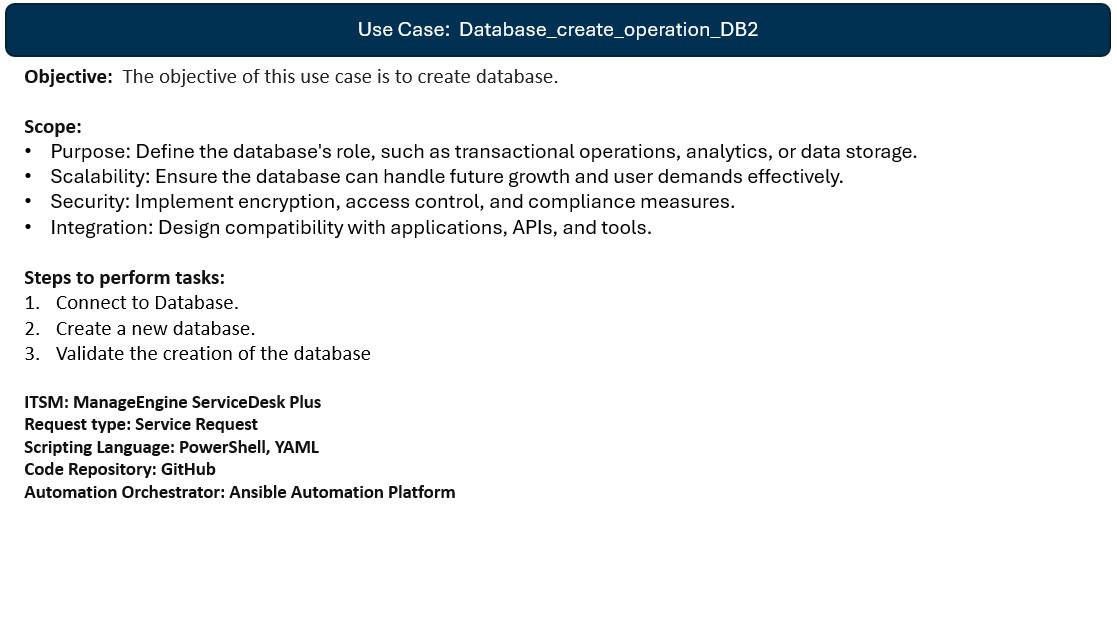 Use Case:  Database_create_operation_DB2
Objective:  The objective of this use case is to create database.
Scope:
• Purpose: Define the database's role, such as transactional operations, analytics, or data storage.
• Scalability: Ensure the database can handle future growth and user demands effectively.
• Security: Implement encryption, access control, and compliance measures.
• Integration: Design compatibility with applications, APIs, and tools.
Steps to perform tasks:
1. Connect to Database.
2. Create a new database.
3. Validate the creation of the database
ITSM: ManageEngine ServiceDesk Plus
Request type: Service Request
Scripting Language: PowerShell, YAML
Code Repository: GitHub
Automation Orchestrator: Ansible Automation Platform